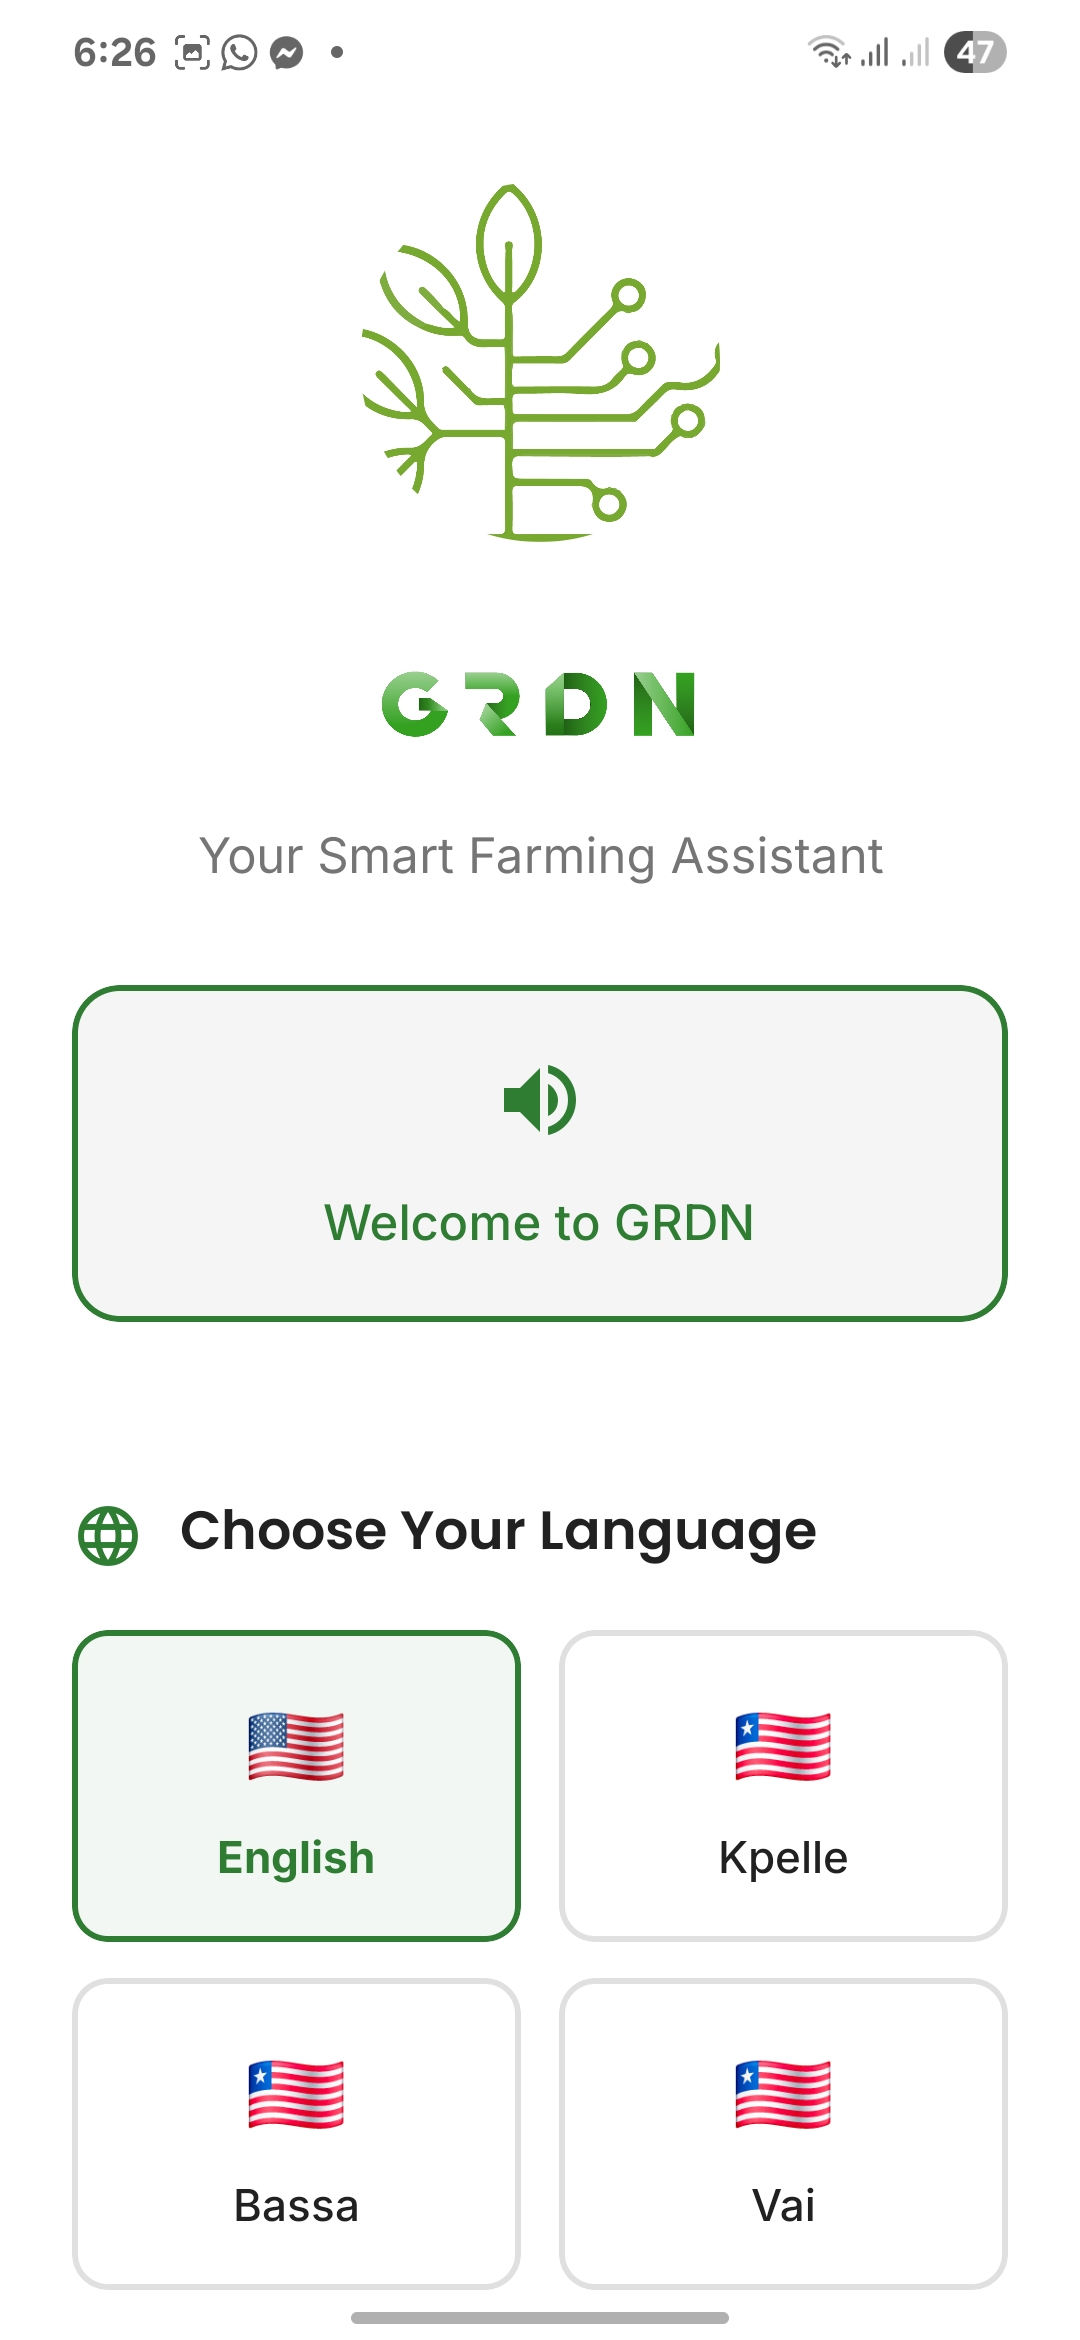 6:26
47
GRDN
Your Smart Farming Assistant
Welcome to GRDN
Choose Your Language
English
Kpelle
Bassa
Vai